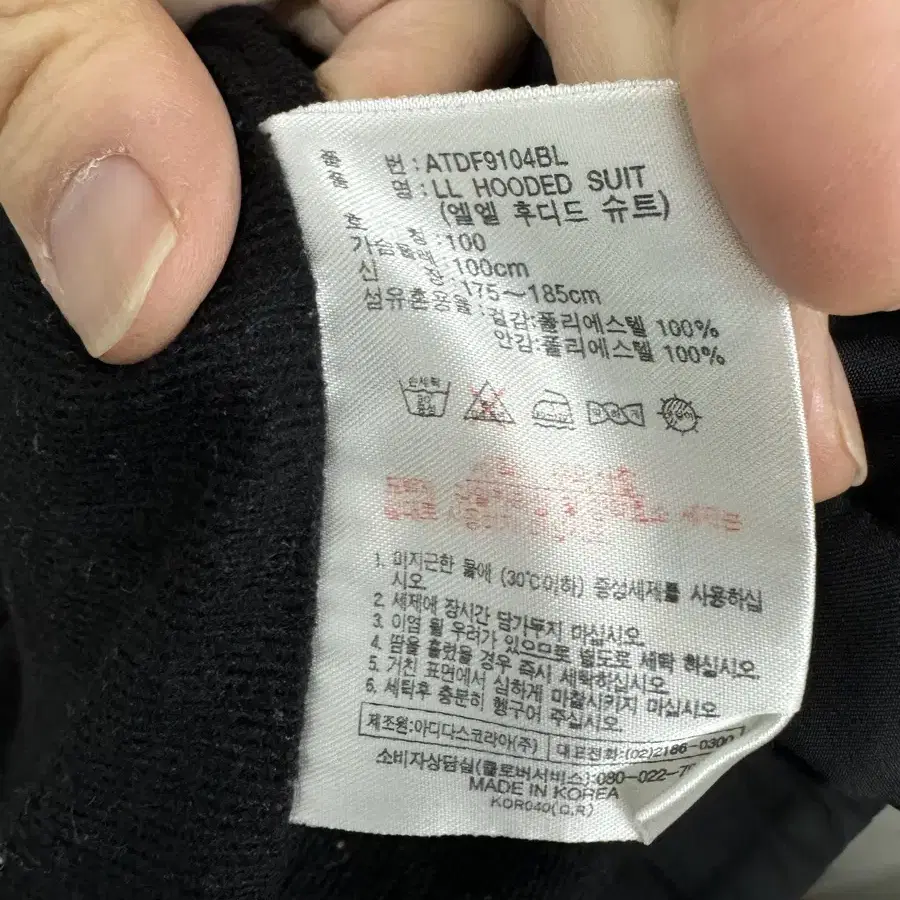 품 번 : ATDF9104BL
품 명 : LL HOODED SUIT
(엘엘 후디드 슈트)
호 칭 : 100
가슴둘레 : 100cm
신 장 : 175~185cm
섬유혼용율 : 겉감:폴리에스텔 100%
안감:폴리에스텔 100%
손세탁
중성
1. 미지근한 물에 (30℃이하) 중성세제를 사용하십
시오.
2. 세제에 장시간 담가두지 마십시오.
3. 이염 될 우려가 있으므로 별도로 세탁 하십시오.
4. 땀을 흘렸을 경우 즉시 세탁하십시오.
5. 거친 표면에서 심하게 마찰시키지 마십시오.
6. 세탁후 충분히 헹구어 주십시오.
제조원:아디다스코리아(주) 대표전화:(02)2186-0300
소비자상담실(클로버서비스):080-022-7
MADE IN KOREA
KOR040(Q.R)